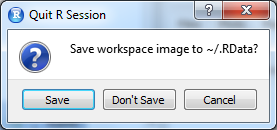 Quit R Session
Save workspace image to ~/.RData?
Save
Don't Save
Cancel